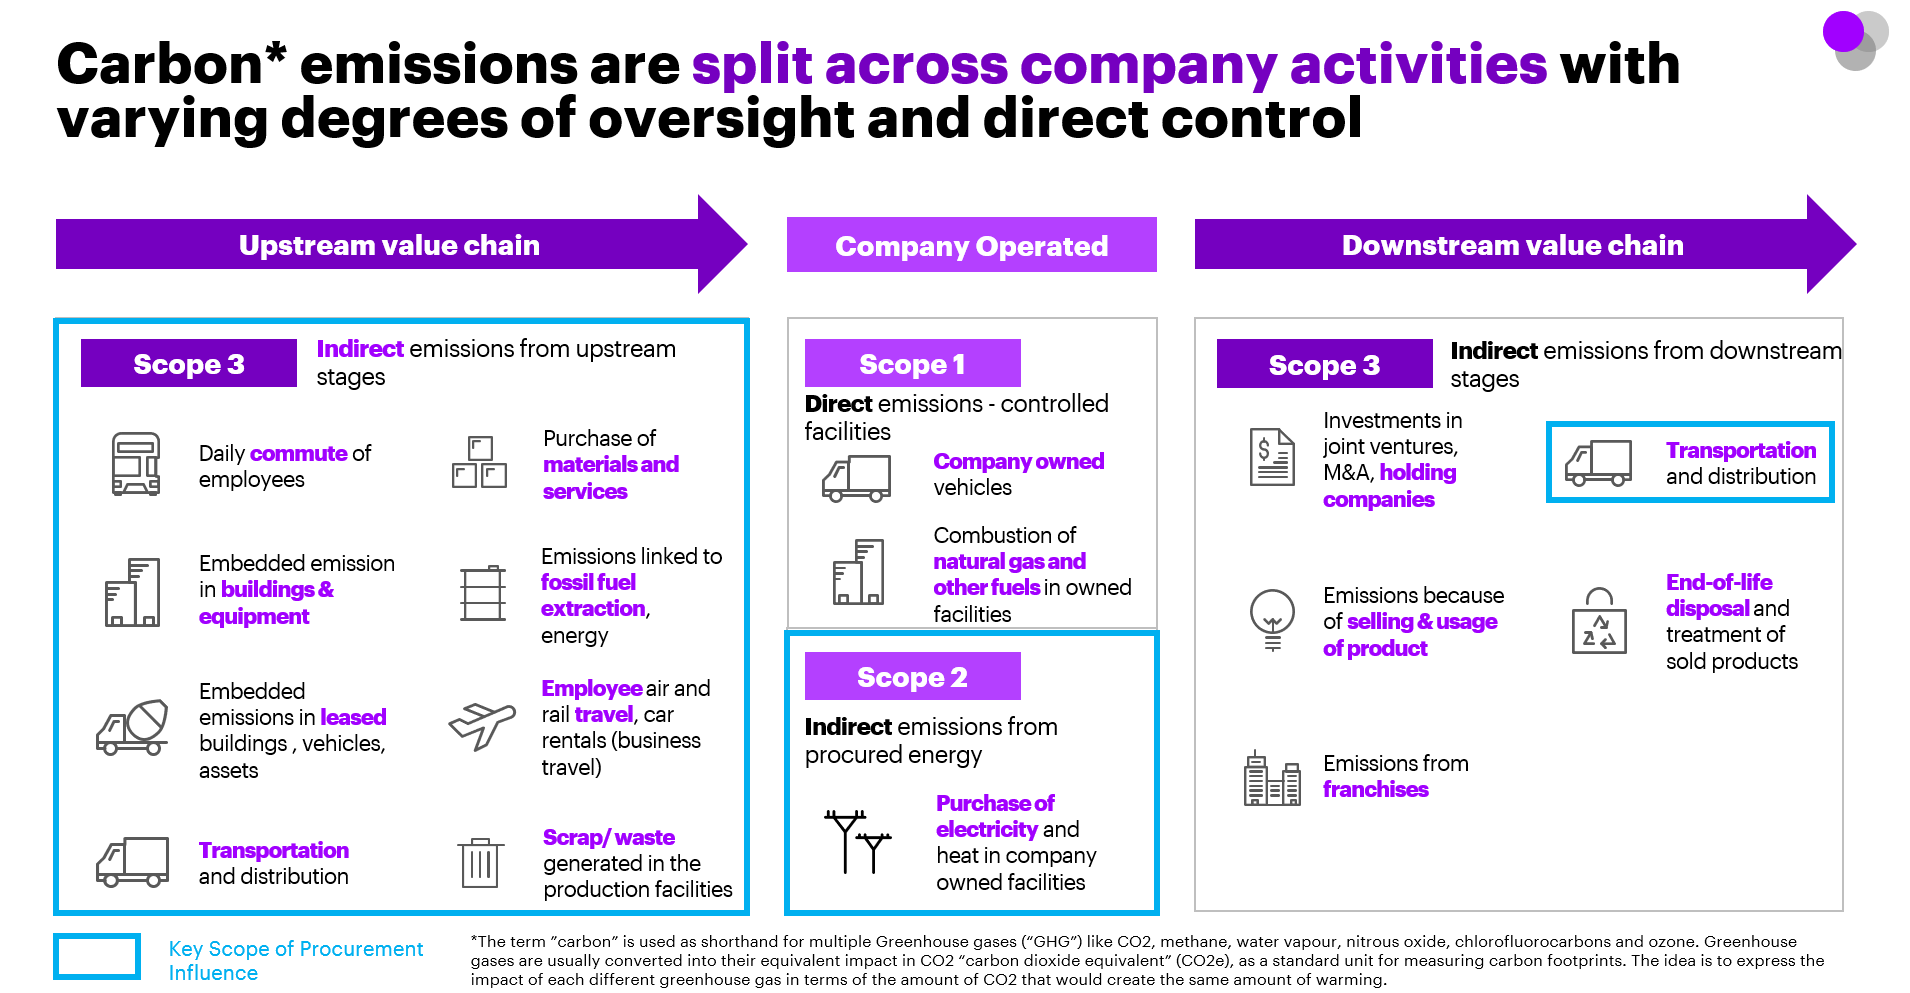 Carbon* emissions are split across company activities with
varying degrees of oversight and direct control
Upstream value chain
Company Operated
Downstream value chain
Scope 3
Indirect emissions from upstream
stages
Daily commute of
employees
Purchase of
materials and
services
Embedded emission
in buildings &
equipment
Emissions linked to
fossil fuel
extraction,
energy
Embedded
emissions in leased
buildings , vehicles,
assets
Employee air and
rail travel, car
rentals (business
travel)
Transportation
and distribution
Scrap/ waste
generated in the
production facilities
Scope 1
Direct emissions - controlled
facilities
Company owned
vehicles
Combustion of
natural gas and
other fuels in owned
facilities
Scope 2
Indirect emissions from
procured energy
Purchase of
electricity and
heat in company
owned facilities
Scope 3
Indirect emissions from downstream
stages
Investments in
joint ventures,
M&A, holding
companies
Transportation
and distribution
Emissions because
of selling & usage
of product
End-of-life
disposal and
treatment of
sold products
Emissions from
franchises
Key Scope of Procurement
Influence
*The term ”carbon” is used as shorthand for multiple Greenhouse gases (“GHG”) like CO2, methane, water vapour, nitrous oxide, chlorofluorocarbons and ozone. Greenhouse
gases are usually converted into their equivalent impact in CO2 “carbon dioxide equivalent” (CO2e), as a standard unit for measuring carbon footprints. The idea is to express the
impact of each different greenhouse gas in terms of the amount of CO2 that would create the same amount of warming.